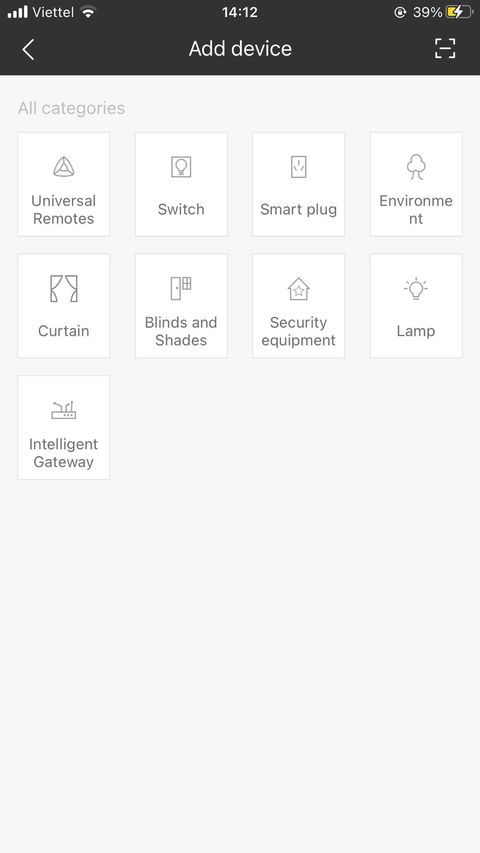 Viettel 14:12 39%
Add device
All categories
Universal
Remotes
Switch
Smart plug
Environme
nt
Curtain
Blinds and
Shades
Security
equipment
Lamp
Intelligent
Gateway